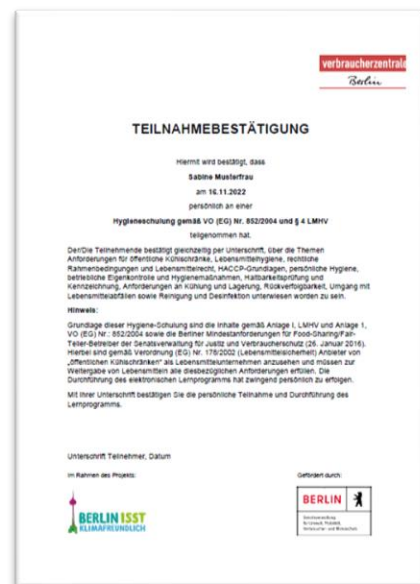 verbraucherzentrale
Berlin
TEILNAHMEBESTÄTIGUNG
Hiermit wird bestätigt, dass
Sabine Musterfrau
am 16.11.2022
persönlich an einer
Hygieneschulung gemäß VO (EG) Nr. 852/2004 und § 4 LMHV
teilgenommen hat.
Der/Die Teilnehmende bestätigt gleichzeitig per Unterschrift, über die Themen
Anforderungen für öffentliche Kühlschränke, Lebensmittelhygiene, rechtliche
Rahmenbedingungen und Lebensmittelrecht, HACCP-Grundlagen, persönliche Hygiene,
betriebliche Eigenkontrolle und Hygienemaßnahmen, Haltbarkeitsprüfung und
Kennzeichnung, Anforderungen an Kühlung und Lagerung, Rückverfolgbarkeit, Umgang mit
Lebensmittelabfällen sowie Reinigung und Desinfektion unterwiesen worden zu sein.
Hinweis:
Grundlage dieser Hygiene-Schulung sind die Inhalte gemäß Anlage I, LMHV und Anlage 1,
VO (EG) Nr.: 852/2004 sowie die Berliner Mindestanforderungen für Food-Sharing/Fair-
Teiler-Betreiber der Senatsverwaltung für Justiz und Verbraucherschutz (26. Januar 2016).
Hierbei sind gemäß Verordnung (EG) Nr. 178/2002 (Lebensmittelsicherheit) Anbieter von
„öffentlichen Kühlschränken" als Lebensmittelunternehmen anzusehen und müssen zur
Weitergabe von Lebensmitteln alle diesbezüglichen Anforderungen erfüllen. Die
Durchführung des elektronischen Lernprogramms hat zwingend persönlich zu erfolgen.
Mit Ihrer Unterschrift bestätigen Sie die persönliche Teilnahme und Durchführung des
Lernprogramms.
Unterschrift Teilnehmer, Datum
Im Rahmen des Projekts:
Gefördert durch:
BERLIN ISST
KLIMAFREUNDLICH
BERLIN